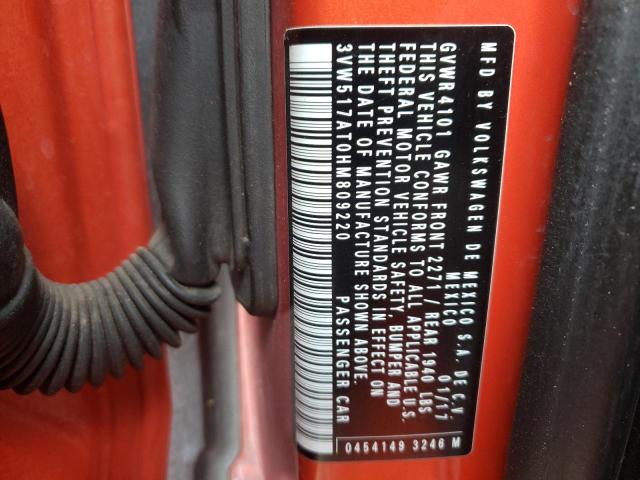 MFD BY VOLKSWAGEN DE MEXICO S.A. DE C.V
MEXICO 01/17
GVWR4101 GAWR FRONT 2271 / REAR 1940 LBS
THIS VEHICLE CONFORMS TO ALL APPLICABLE U.S.
FEDERAL MOTOR VEHICLE SAFETY, BUMPER AND
THEFT PREVENTION STANDARDS IN EFFECT ON
THE DATE OF MANUFACTURE SHOWN ABOVE.
3VW517AT0HM809220 PASSENGER CAR
0454149 3246 M